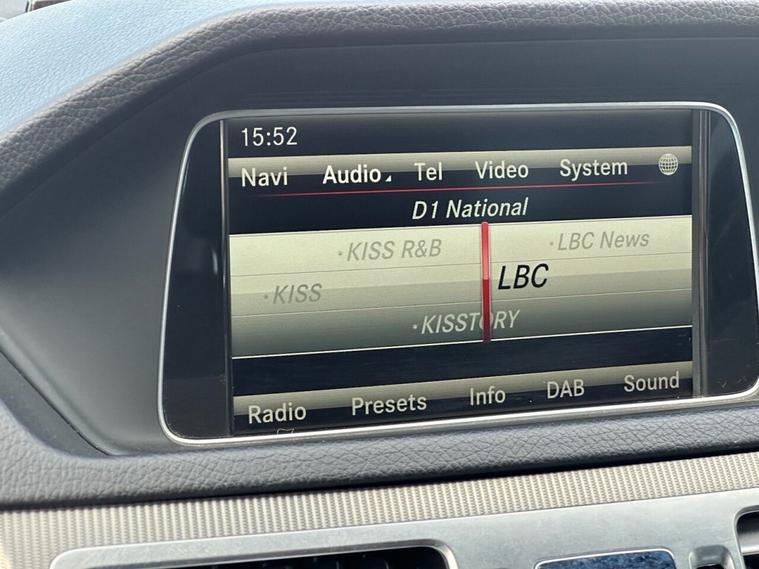 15:52
Navi Audio Tel Video System
D1 National
·KISS R&B ·LBC News
·KISS LBC
·KISSTORY
Radio Presets Info DAB Sound